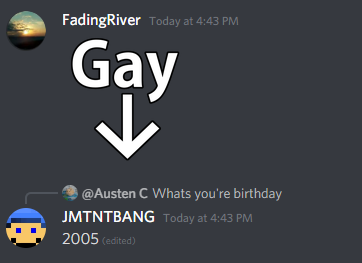 FadingRiver Today at 4:43 PM
Gay
@Austen C Whats you're birthday
JMTNTBANG Today at 4:43 PM
2005 (edited)